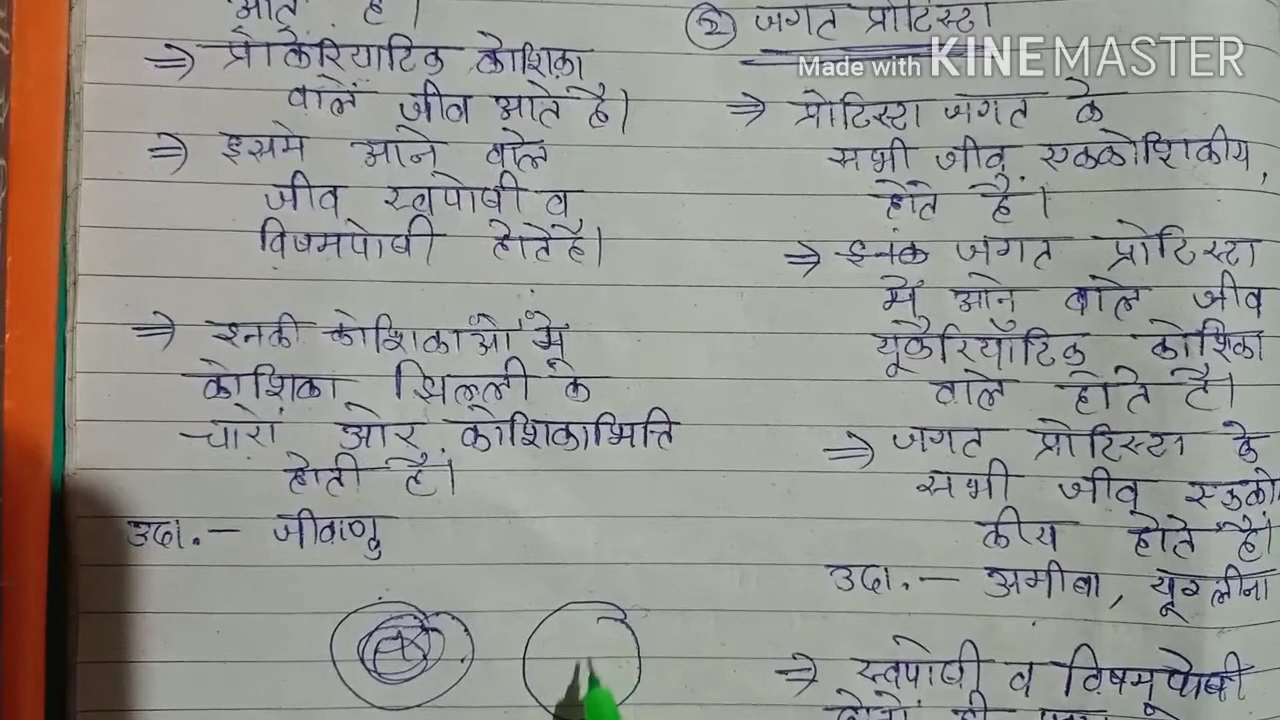 आते है।
⇒ प्रोकैरियाटिक कोशिका
वाले जीव आते है।
⇒ इसमे आने वाले
जीव स्वपोषी व
विषमपोषी होते है।
⇒ इनकी कोशिकाओं में
कोशिका झिल्ली के
चारों ओर कोशिकाभित्ति
होती है।
उदा.- जीवाणु
② जगत प्रोटिस्टा
Made with KINEMASTER
⇒ प्रोटिस्टा जगत के
सभी जीव एककोशिकीय,
होते है।
⇒ इनके जगत प्रोटिस्टा
में आने वाले जीव
यूकैरियाटिक कोशिका
वाले होते है।
⇒ जगत प्रोटिस्टा के
सभी जीव एककोशि
कीय होते है।
उदा.- अमीबा, यूग्लीना
⇒ स्वपोषी व विषमपोषी